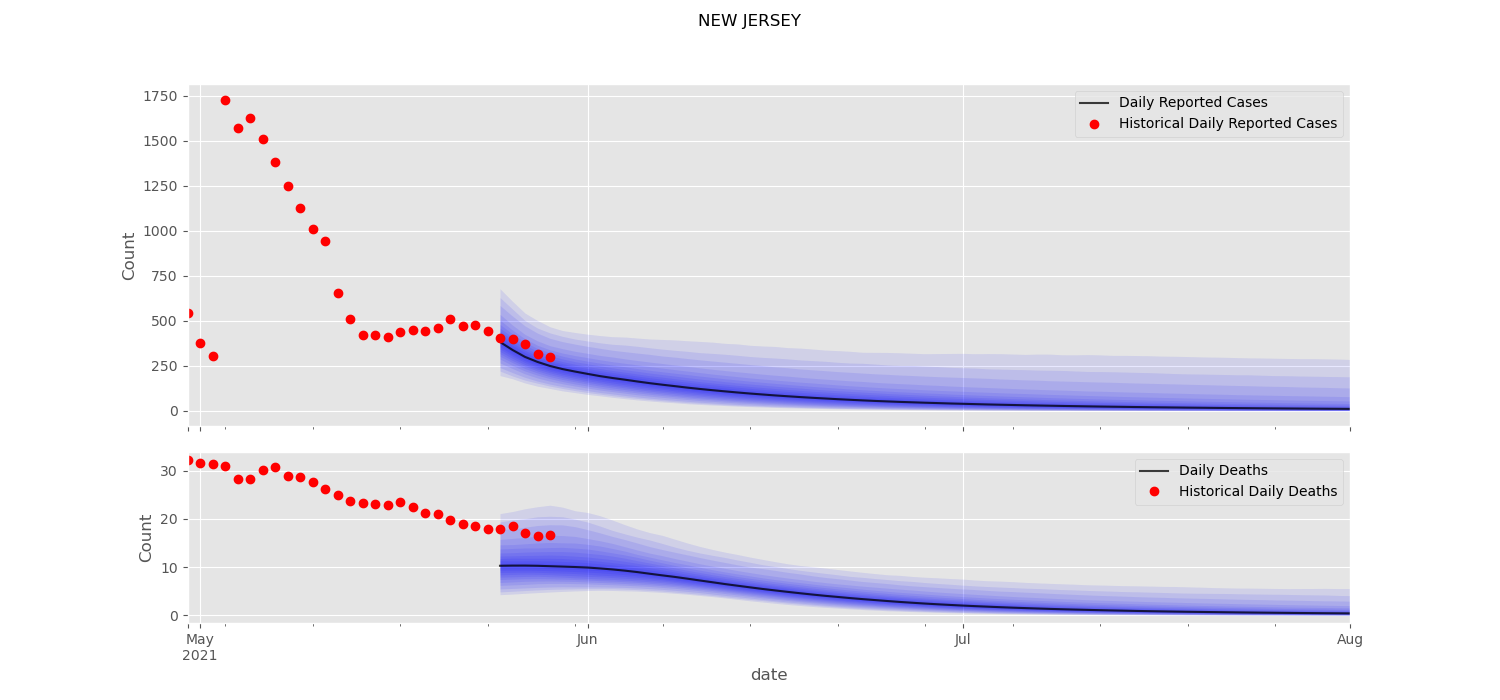 NEW JERSEY
1750
1500
1250
1000
750
500
250
0
Count
Daily Reported Cases
Historical Daily Reported Cases
30
20
10
0
Count
Daily Deaths
Historical Daily Deaths
May
2021
Jun
Jul
Aug
date